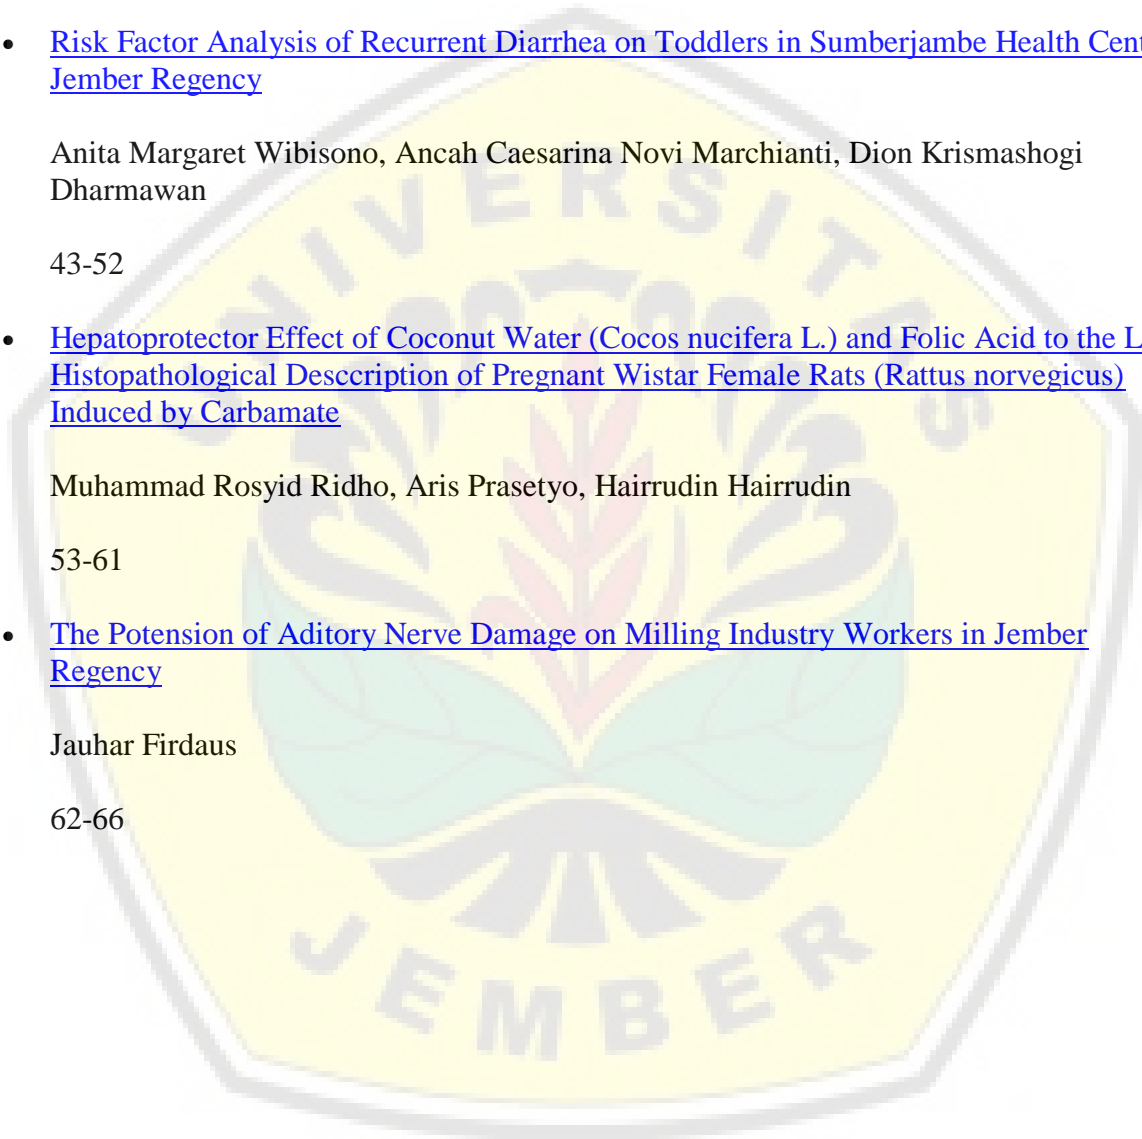 • Risk Factor Analysis of Recurrent Diarrhea on Toddlers in Sumberjambe Health
Jember Regency
Anita Margaret Wibisono, Ancah Caesarina Novi Marchianti, Dion Krismashogi
Dharmawan
43-52
• Hepatoprotector Effect of Coconut Water (Cocos nucifera L.) and Folic Acid to the
Histopathological Desccription of Pregnant Wistar Female Rats (Rattus norvegicus)
Induced by Carbamate
Muhammad Rosyid Ridho, Aris Prasetyo, Hairrudin Hairrudin
53-61
• The Potension of Aditory Nerve Damage on Milling Industry Workers in Jember
Regency
Jauhar Firdaus
62-66
UNIVERSITAS
JEMBER